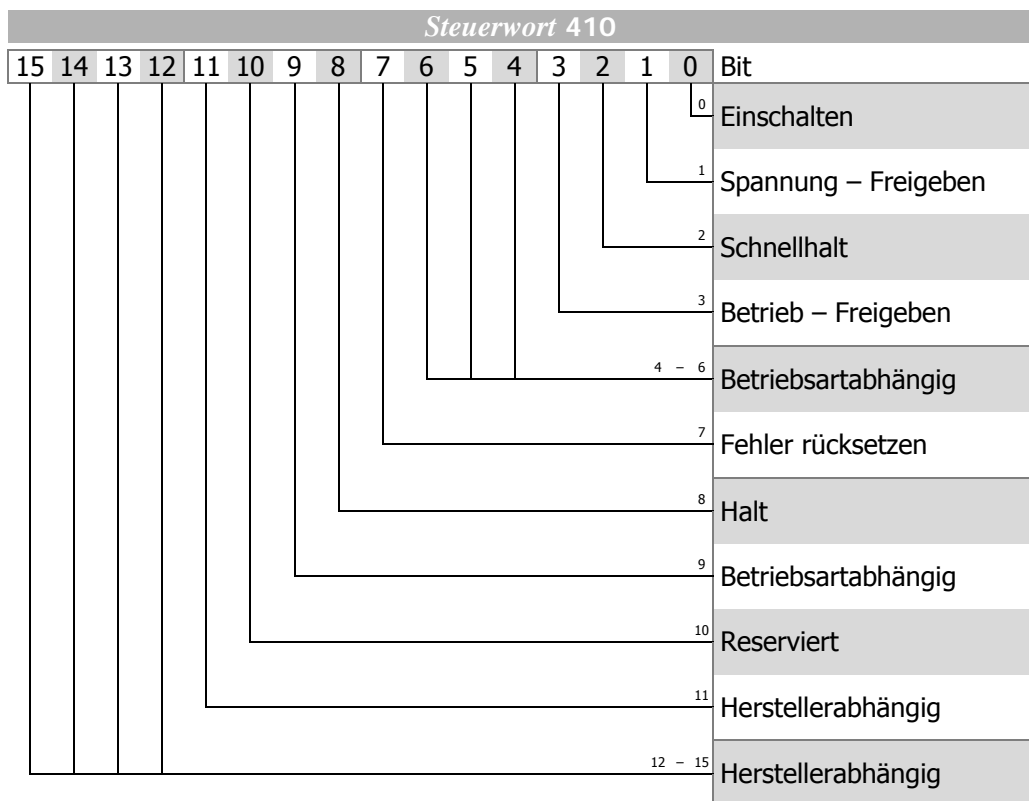 Steuerwort 410
15 14 13 12 11 10 9 8 7 6 5 4 3 2 1 0 Bit
0 Einschalten
1 Spannung – Freigeben
2 Schnellhalt
3 Betrieb – Freigeben
4 – 6 Betriebsartabhängig
7 Fehler rücksetzen
8 Halt
9 Betriebsartabhängig
10 Reserviert
11 Herstellerabhängig
12 – 15 Herstellerabhängig